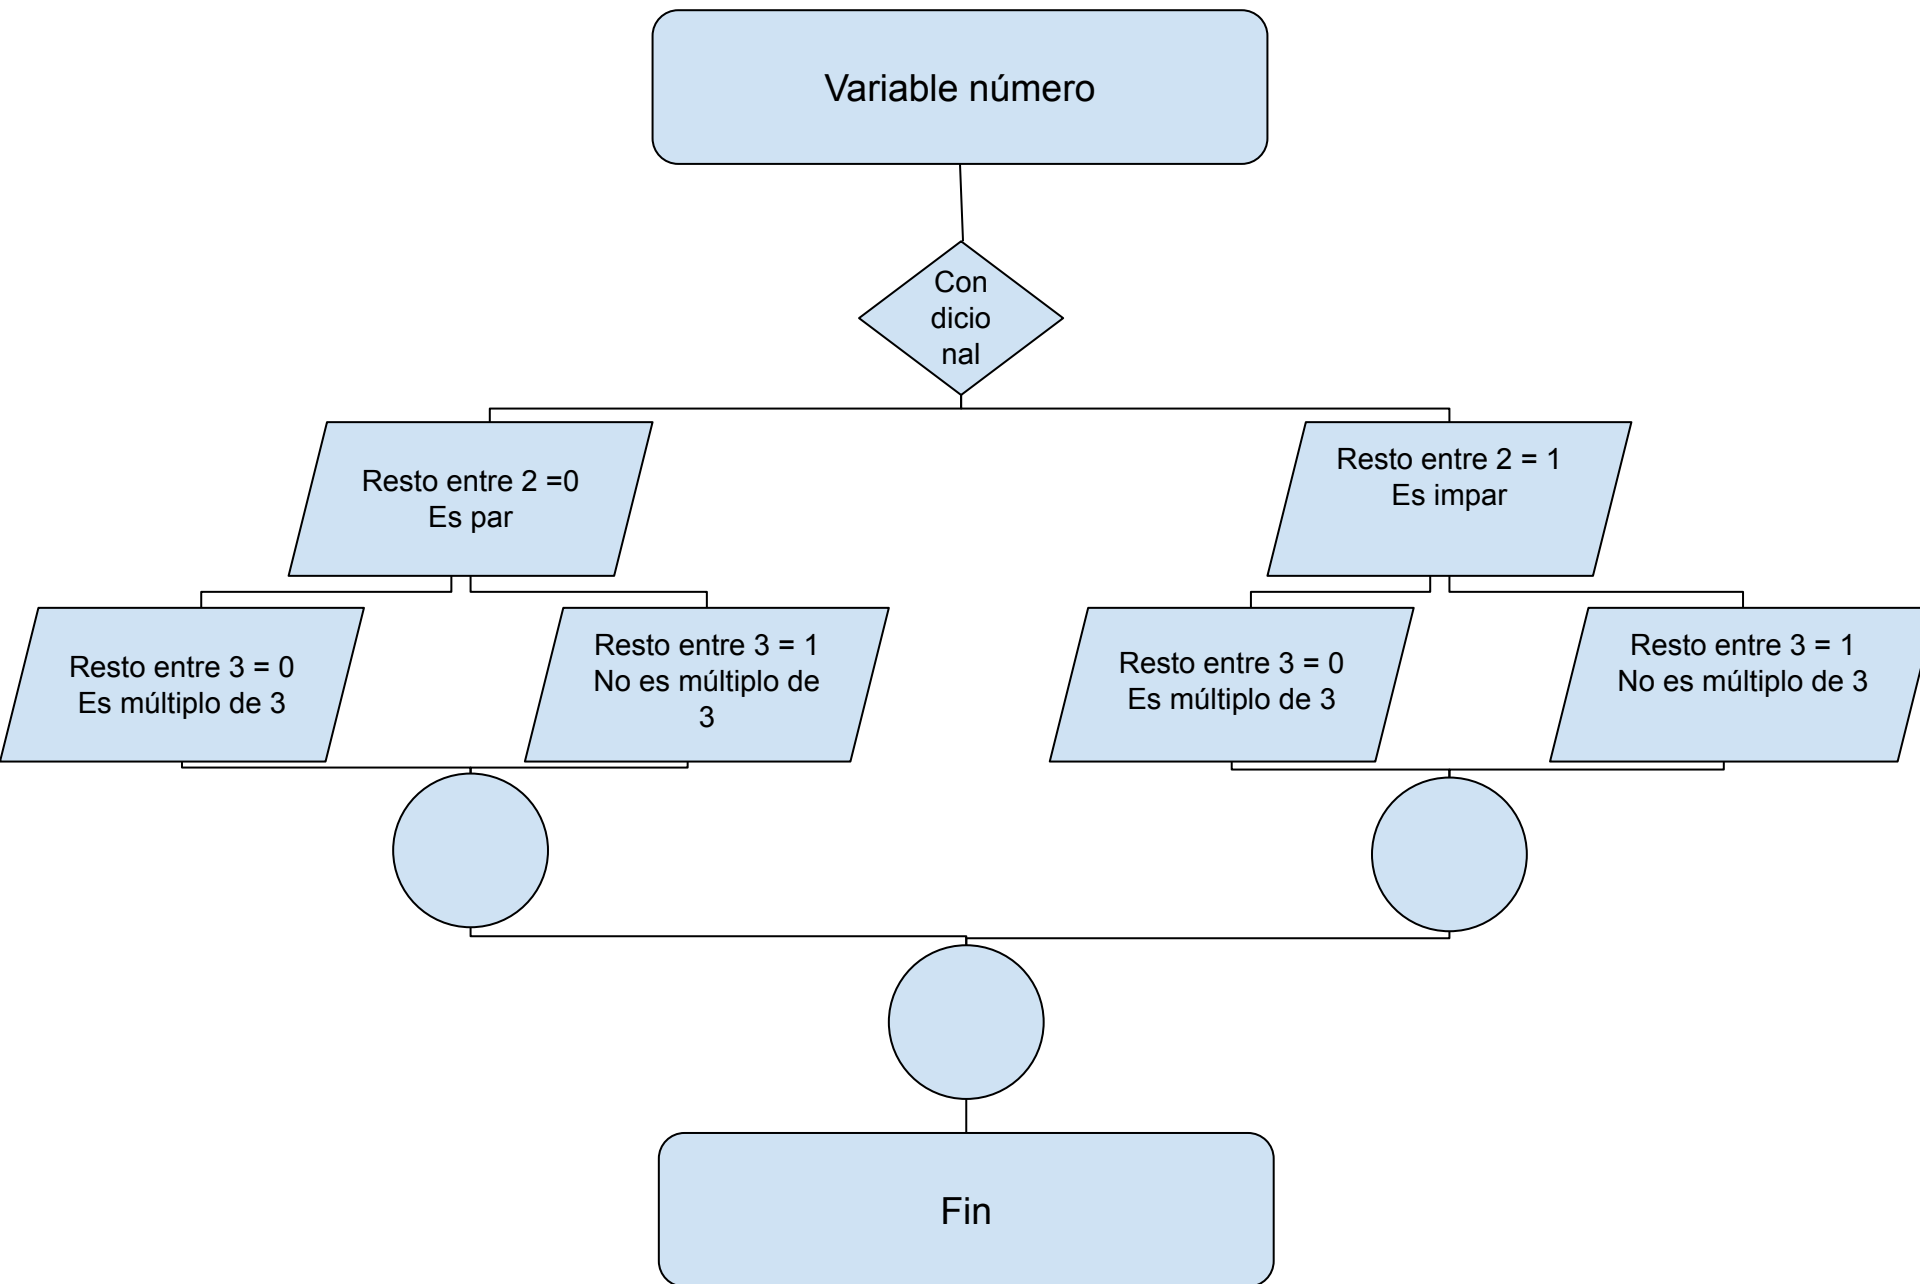 Variable número
Con
dicio
nal
Resto entre 2 =0
Es par
Resto entre 2 = 1
Es impar
Resto entre 3 = 0
Es múltiplo de 3
Resto entre 3 = 1
No es múltiplo de
3
Resto entre 3 = 0
Es múltiplo de 3
Resto entre 3 = 1
No es múltiplo de 3
Fin